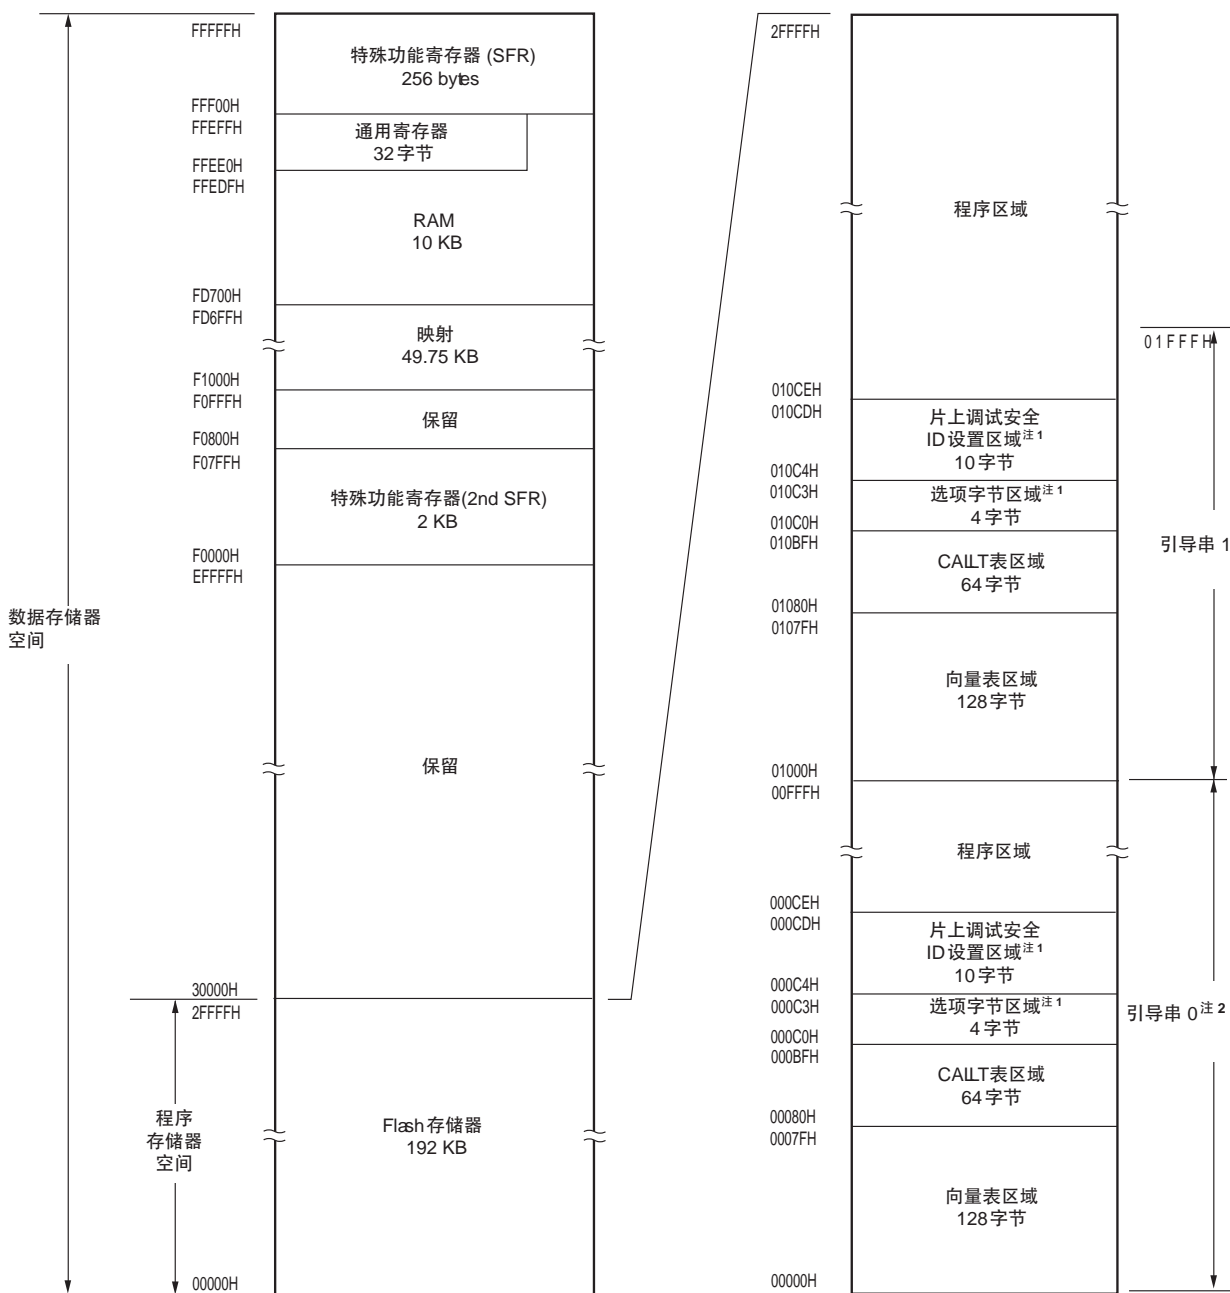 FFFFFH
特殊功能寄存器 (SFR)
256 bytes
FFF00H
FFEFFH
通用寄存器
32字节
FFEE0H
FFEDFH
RAM
10 KB
FD700H
FD6FFH
映射
49.75 KB
F1000H
F0FFFH
保留
F0800H
F07FFH
特殊功能寄存器(2nd SFR)
2 KB
F0000H
EFFFFH
数据存储器
空间
保留
30000H
2FFFFH
程序
存储器
空间
Flash存储器
192 KB
00000H
2FFFFH
程序区域
01FFFH
010CEH
010CDH
片上调试安全
ID设置区域注1
10字节
010C4H
010C3H
选项字节区域注1
4字节
010C0H
010BFH
引导串 1
CALLT表区域
64字节
01080H
0107FH
向量表区域
128字节
01000H
00FFFH
程序区域
000CEH
000CDH
片上调试安全
ID设置区域注1
10字节
000C4H
000C3H
选项字节区域注1
4字节
引导串 0注2
000C0H
000BFH
CALLT表区域
64字节
00080H
0007FH
向量表区域
128字节
00000H